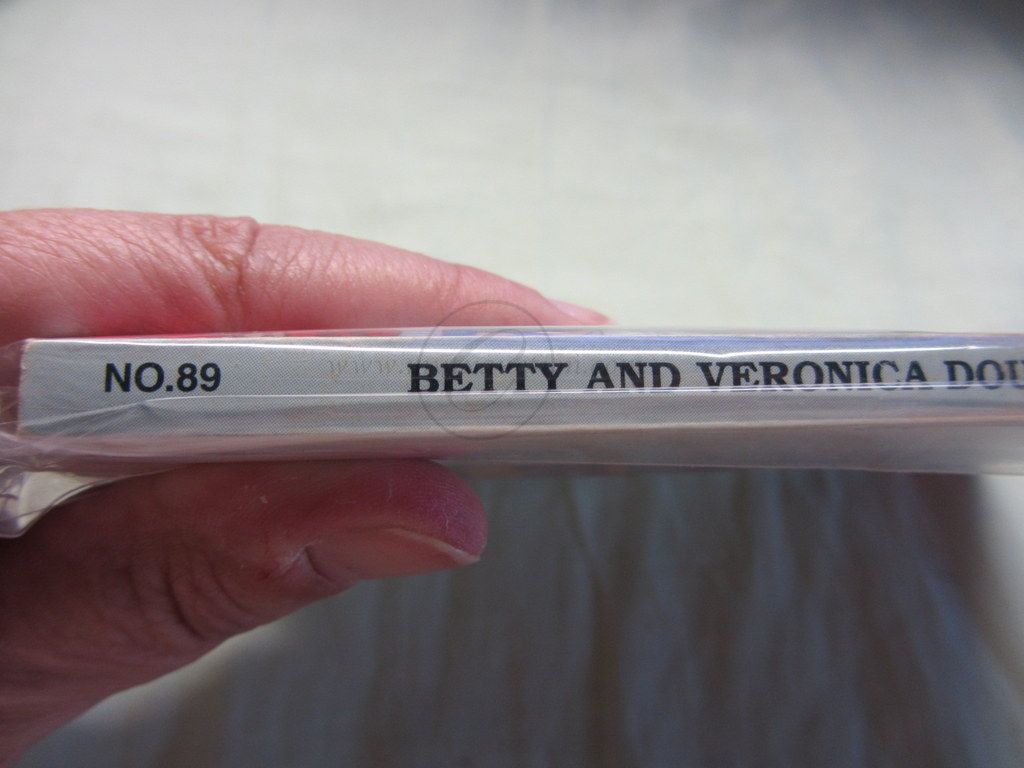 NO.89 BETTY AND VERONICA DOU